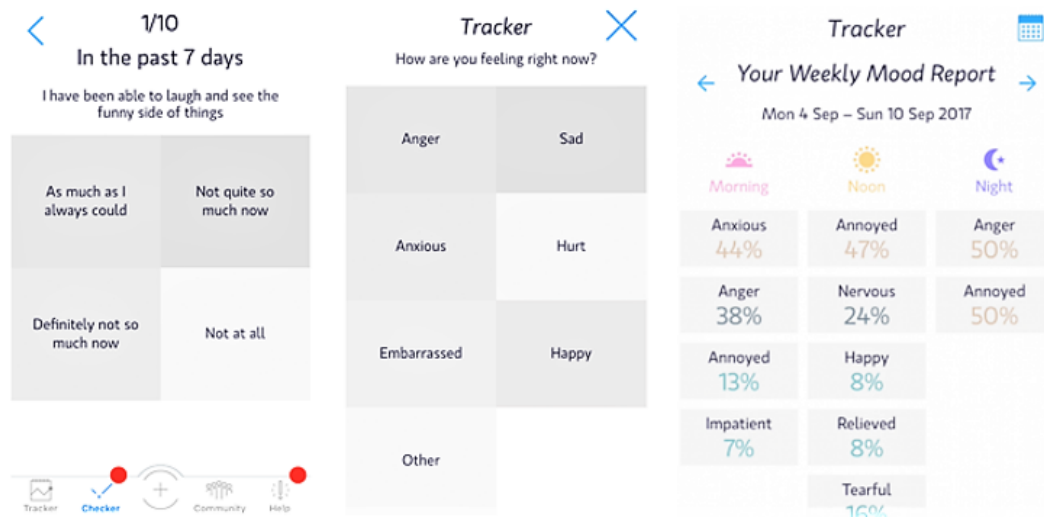 1/10
In the past 7 days
I have been able to laugh and see the
funny side of things
As much as I
always could
Not quite so
much now
Definitely not so
much now
Not at all
Tracker
Checker
Community
Help
Tracker
How are you feeling right now?
Anger
Sad
Anxious
Hurt
Embarrassed
Happy
Other
Tracker
Your Weekly Mood Report
Mon 4 Sep – Sun 10 Sep 2017
Morning
Noon
Night
Anxious
44%
Annoyed
47%
Anger
50%
Anger
38%
Nervous
24%
Annoyed
50%
Annoyed
13%
Happy
8%
Impatient
7%
Relieved
8%
Tearful
16%